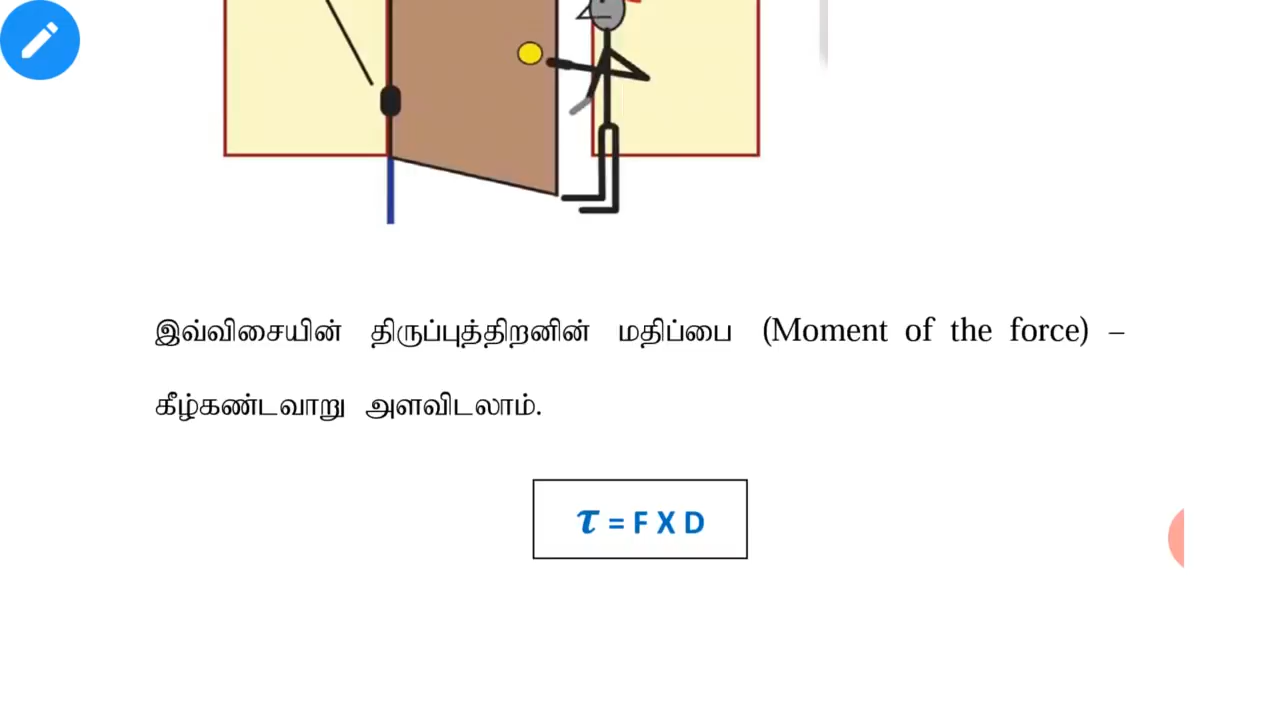 இவ்விசையின் திருப்புத்திறனின் மதிப்பை (Moment of the force) –
கீழ்கண்டவாறு அளவிடலாம்.
τ = F X D